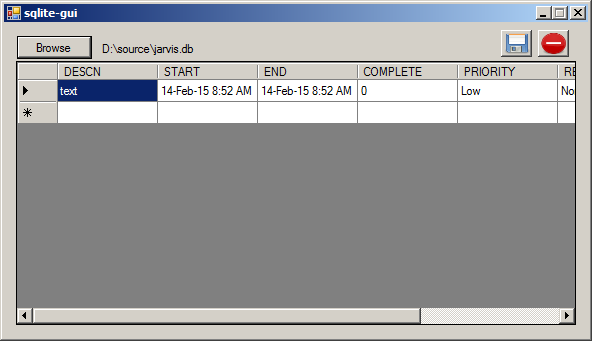 sqlite-gui
Browse D:\source\jarvis.db
DESCN START END COMPLETE PRIORITY RE
text 14-Feb-15 8:52 AM 14-Feb-15 8:52 AM 0 Low Nor